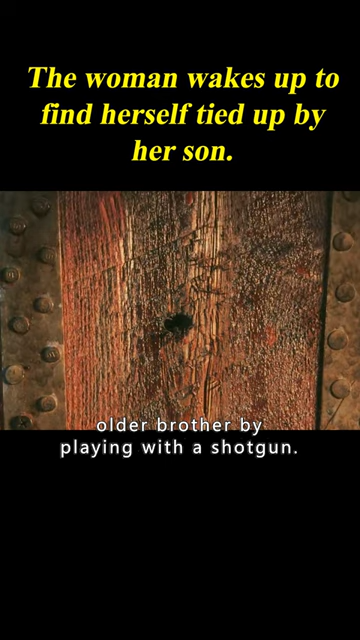 The woman wakes up to
find herself tied up by
her son.
older brother by
playing with a shotgun.